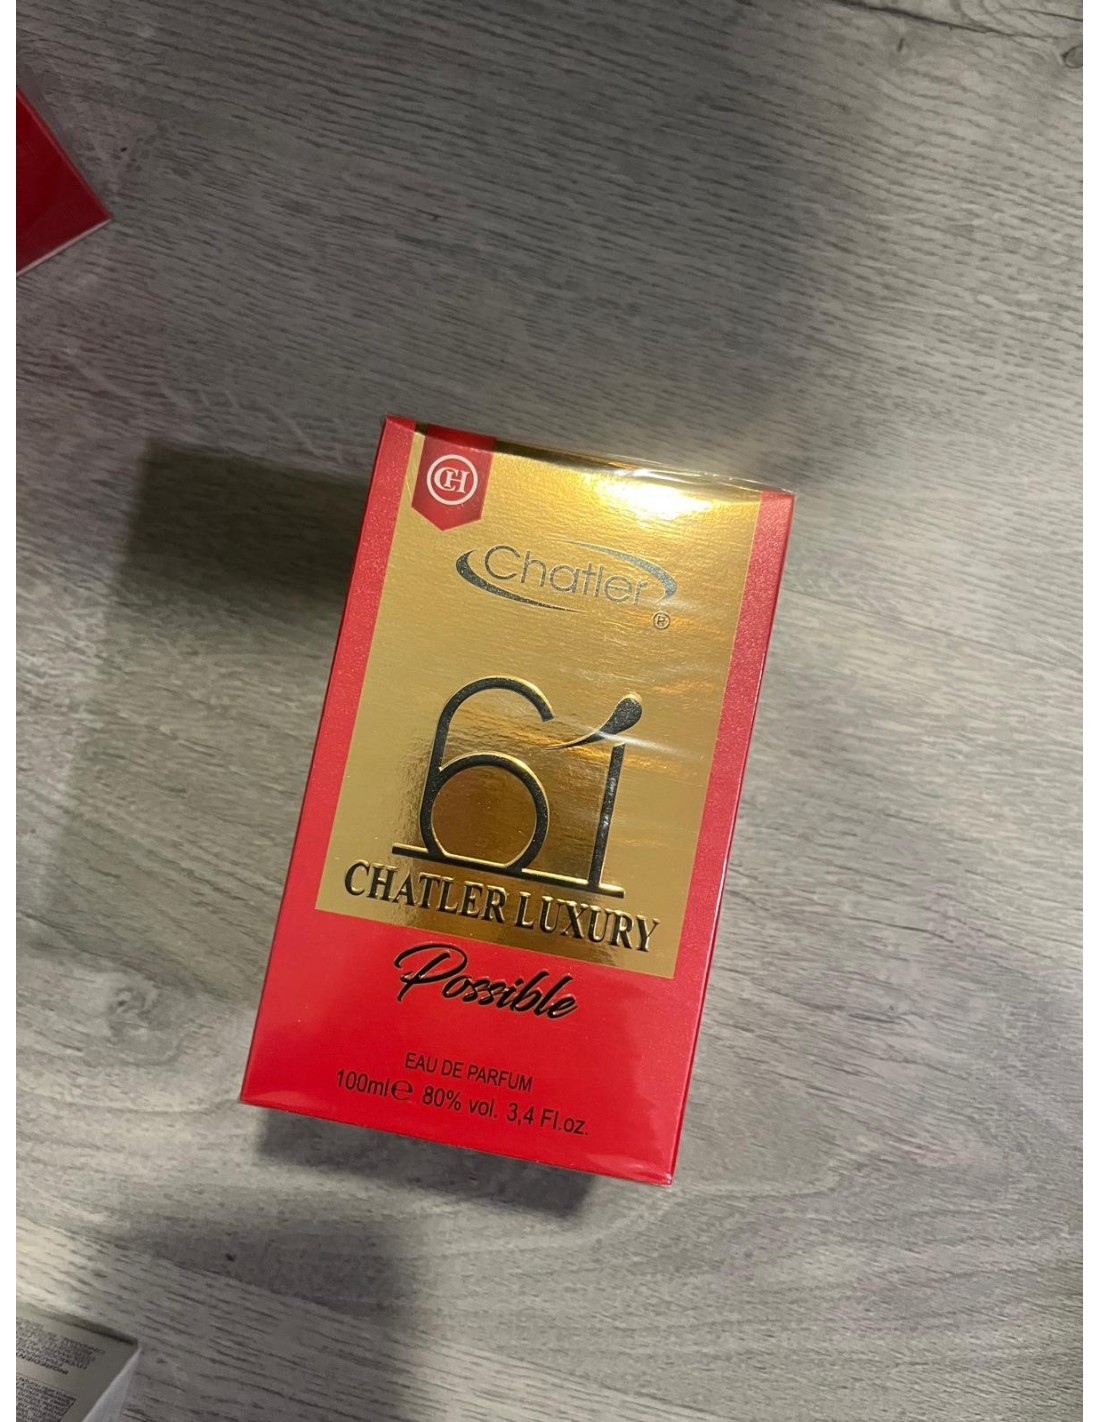 CH
Chatler
®
61
CHATLER LUXURY
Possible
EAU DE PARFUM
100ml℮ 80% vol. 3,4 Fl.oz.